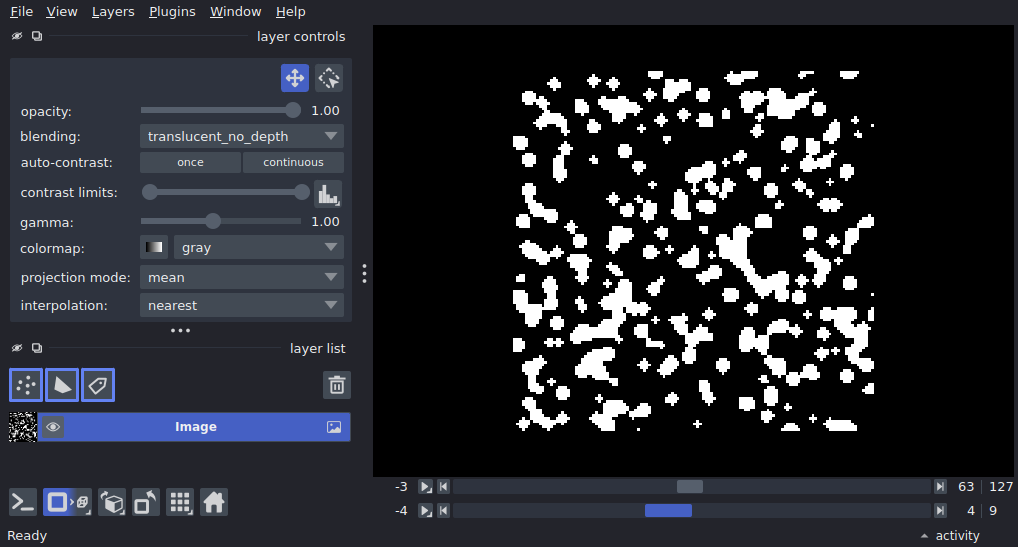 File View Layers Plugins Window Help
layer controls
opacity: 1.00
blending: translucent_no_depth
auto-contrast: once continuous
contrast limits:
gamma: 1.00
colormap: gray
projection mode: mean
interpolation: nearest
layer list
Image
-3 63 127
-4 4 9
Ready activity